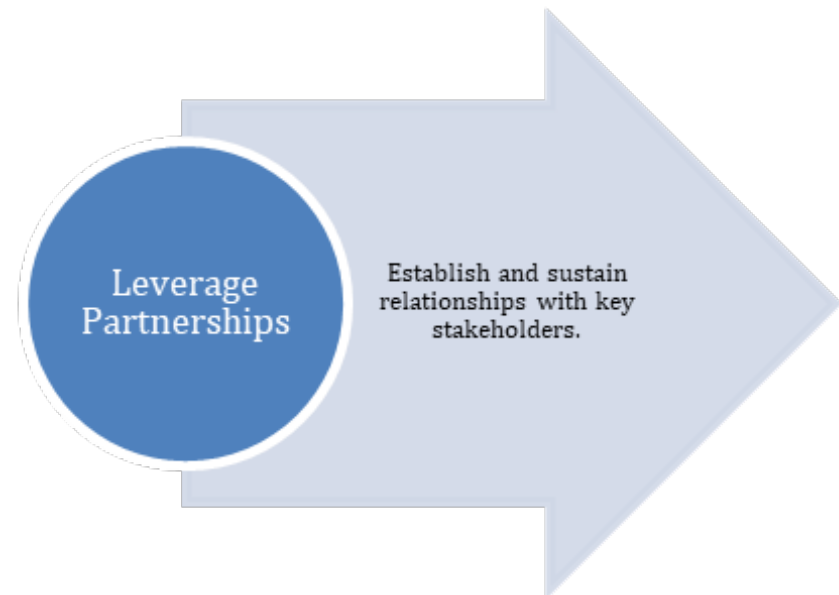 Leverage
Partnerships
Establish and sustain
relationships with key
stakeholders.